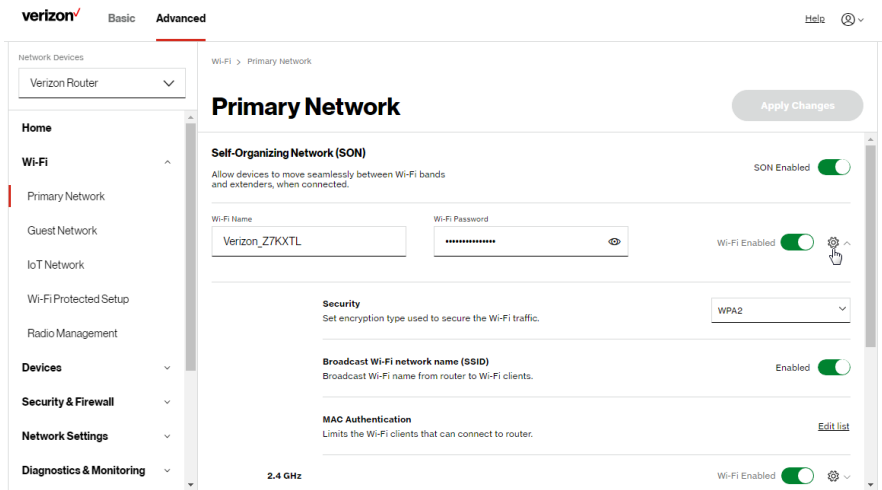 verizon Basic Advanced Help
Network Devices
Verizon Router
Home
Wi-Fi
Primary Network
Guest Network
IoT Network
Wi-Fi Protected Setup
Radio Management
Devices
Security & Firewall
Network Settings
Diagnostics & Monitoring
Wi-Fi > Primary Network
Primary Network
Apply Changes
Self-Organizing Network (SON)
Allow devices to move seamlessly between Wi-Fi bands
and extenders, when connected.
SON Enabled
Wi-Fi Name
Verizon_Z7KXTL
Wi-Fi Password
•••••••••••••••
Wi-Fi Enabled
Security
Set encryption type used to secure the Wi-Fi traffic.
WPA2
Broadcast Wi-Fi network name (SSID)
Broadcast Wi-Fi name from router to Wi-Fi clients.
Enabled
MAC Authentication
Limits the Wi-Fi clients that can connect to router.
Edit list
2.4 GHz
Wi-Fi Enabled